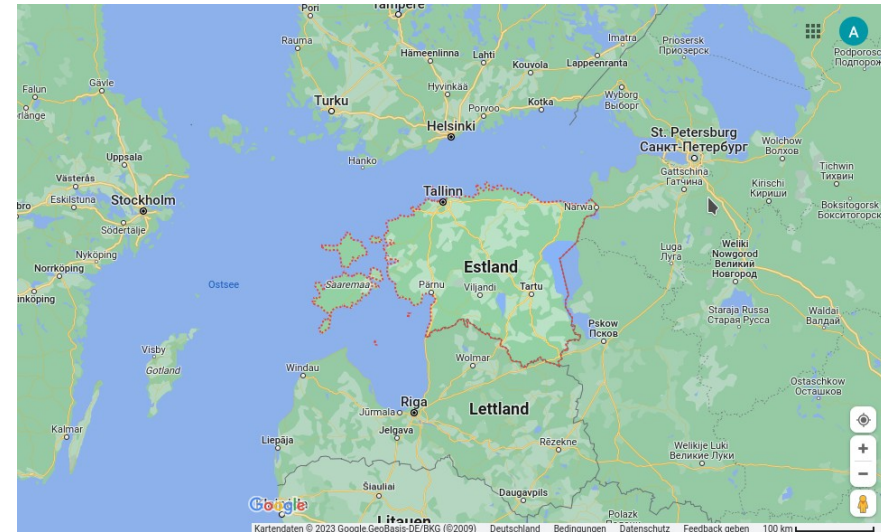 Pori
Tampere
Rauma
Hämeenlinna
Lahti
Kouvola
Imatra
Lappeenranta
Priosersk
Приозерск
A
Podporosc
Подпорож
Falun
Gävle
Turku
Hyvinkää
Porvoo
Kotka
Wyborg
Выборг
Helsinki
St. Petersburg
Санкт-Петербург
Wolchow
Волхов
Hanko
Uppsala
Västerås
Eskilstuna
Stockholm
Södertälje
bro
Gattschina
Гатчина
Kirischi
Кириши
Tichwin
Тихвин
Boksitogorsk
Бокситогорск
Tallinn
Narwa
Nyköping
Norrköping
inköping
Ostsee
Saaremaa
Pärnu
Estland
Viljandi
Tartu
Luga
Луга
Weliki
Nowgorod
Великий
Новгород
Staraja Russa
Старая Русса
Waldai
Валдай
Pskow
Псков
Visby
Gotland
Windau
Wolmar
Ostaschkow
Осташков
Kalmar
Riga
Jūrmala
Jelgava
Lettland
Liepāja
Rēzekne
Welikije Luki
Великие Луки
Šiauliai
Daugavpils
Google
Litauen
Polazk
Kartendaten © 2023 Google GeoBasis-DE/BKG (©2009) Deutschland Bedingungen Datenschutz Feedback geben 100 km